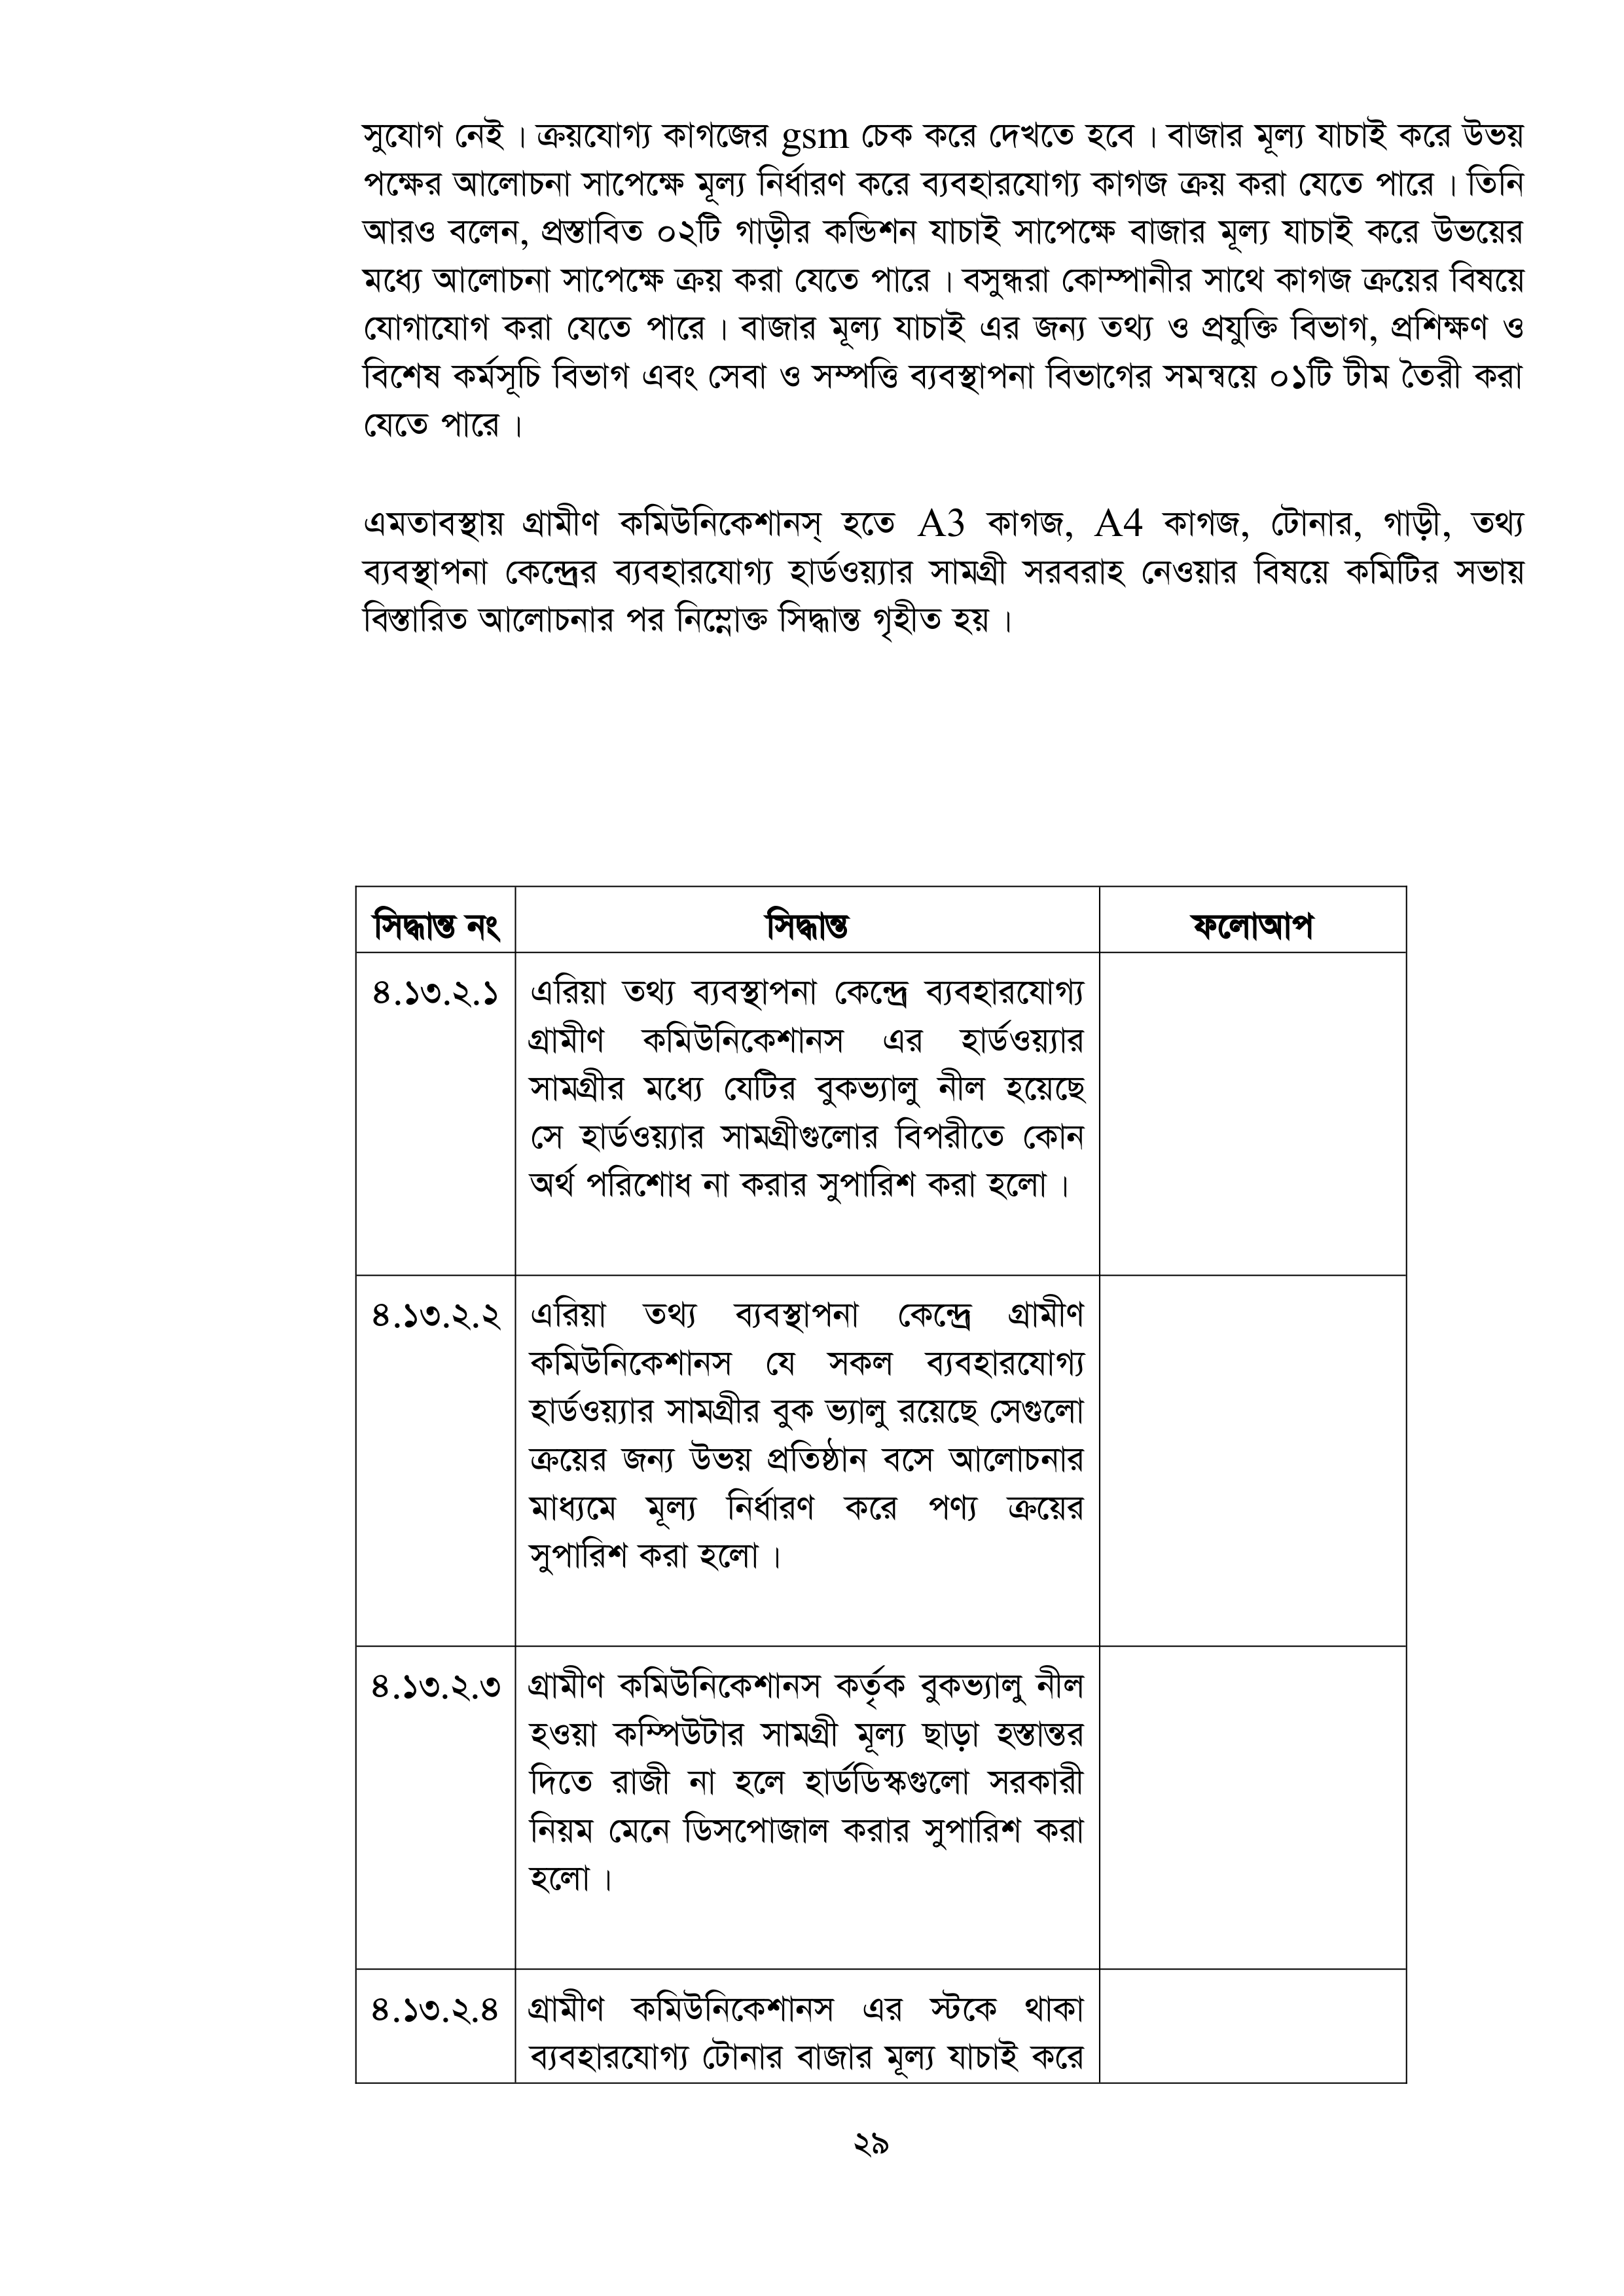 সুযোগ নেই। ক্রয়যোগ্য কাগজের gsm চেক করে দেখতে হবে। বাজার মূল্য যাচাই করে উভয়
পক্ষের আলোচনা সাপেক্ষে মূল্য নির্ধারণ করে ব্যবহারযোগ্য কাগজ ক্রয় করা যেতে পারে। তিনি
আরও বলেন, প্রস্তাবিত ০২টি গাড়ীর কন্ডিশন যাচাই সাপেক্ষে বাজার মূল্য যাচাই করে উভয়ের
মধ্যে আলোচনা সাপেক্ষে ক্রয় করা যেতে পারে। বসুন্ধরা কোম্পানীর সাথে কাগজ ক্রয়ের বিষয়ে
যোগাযোগ করা যেতে পারে। বাজার মূল্য যাচাই এর জন্য তথ্য ও প্রযুক্তি বিভাগ, প্রশিক্ষণ ও
বিশেষ কর্মসূচি বিভাগ এবং সেবা ও সম্পত্তি ব্যবস্থাপনা বিভাগের সমন্বয়ে ০১টি টীম তৈরী করা
যেতে পারে।
এমতাবস্থায় গ্রামীণ কমিউনিকেশানস্ হতে A3 কাগজ, A4 কাগজ, টোনার, গাড়ী, তথ্য
ব্যবস্থাপনা কেন্দ্রের ব্যবহারযোগ্য হার্ডওয়্যার সামগ্রী সরবরাহ নেওয়ার বিষয়ে কমিটির সভায়
বিস্তারিত আলোচনার পর নিম্নোক্ত সিদ্ধান্ত গৃহীত হয়।
সিদ্ধান্ত নং সিদ্ধান্ত ফলোআপ
৪.১৩.২.১ এরিয়া তথ্য ব্যবস্থাপনা কেন্দ্রে ব্যবহারযোগ্য
গ্রামীণ কমিউনিকেশানস এর হার্ডওয়্যার
সামগ্রীর মধ্যে যেটির বুকভ্যালু নীল হয়েছে
সে হার্ডওয়্যার সামগ্রীগুলোর বিপরীতে কোন
অর্থ পরিশোধ না করার সুপারিশ করা হলো।
৪.১৩.২.২ এরিয়া তথ্য ব্যবস্থাপনা কেন্দ্রে গ্রামীণ
কমিউনিকেশানস যে সকল ব্যবহারযোগ্য
হার্ডওয়্যার সামগ্রীর বুক ভ্যালু রয়েছে সেগুলো
ক্রয়ের জন্য উভয় প্রতিষ্ঠান বসে আলোচনার
মাধ্যমে মূল্য নির্ধারণ করে পণ্য ক্রয়ের
সুপারিশ করা হলো।
৪.১৩.২.৩ গ্রামীণ কমিউনিকেশানস কর্তৃক বুকভ্যালু নীল
হওয়া কম্পিউটার সামগ্রী মূল্য ছাড়া হস্তান্তর
দিতে রাজী না হলে হার্ডডিস্কগুলো সরকারী
নিয়ম মেনে ডিসপোজাল করার সুপারিশ করা
হলো।
৪.১৩.২.৪ গ্রামীণ কমিউনিকেশানস এর স্টকে থাকা
ব্যবহারযোগ্য টোনার বাজার মূল্য যাচাই করে
২৯